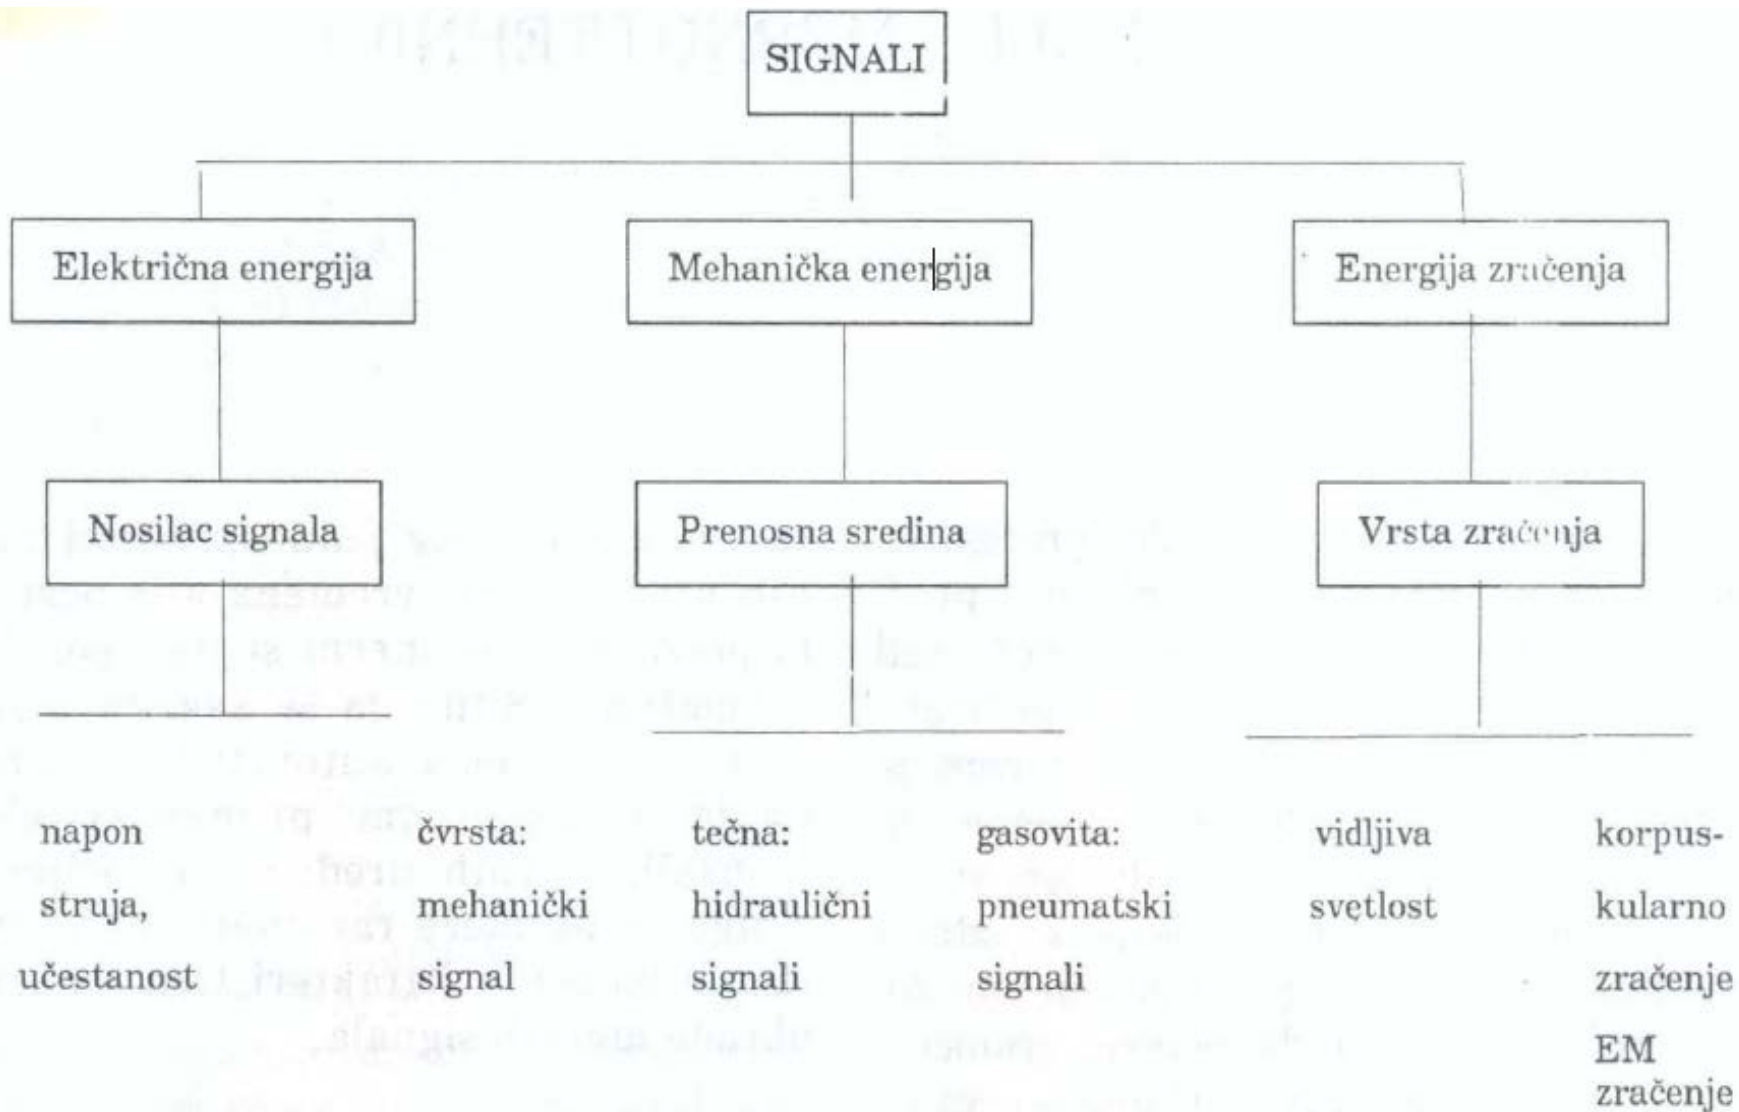 SIGNALI
Električna energija
Mehanička energija
Energija zračenja
Nosilac signala
Prenosna sredina
Vrsta zračenja
napon
struja,
učestanost
čvrsta:
mehanički
signal
tečna:
hidraulični
signali
gasovita:
pneumatski
signali
vidljiva
svetlost
korpus-
kularno
zračenje
EM
zračenje